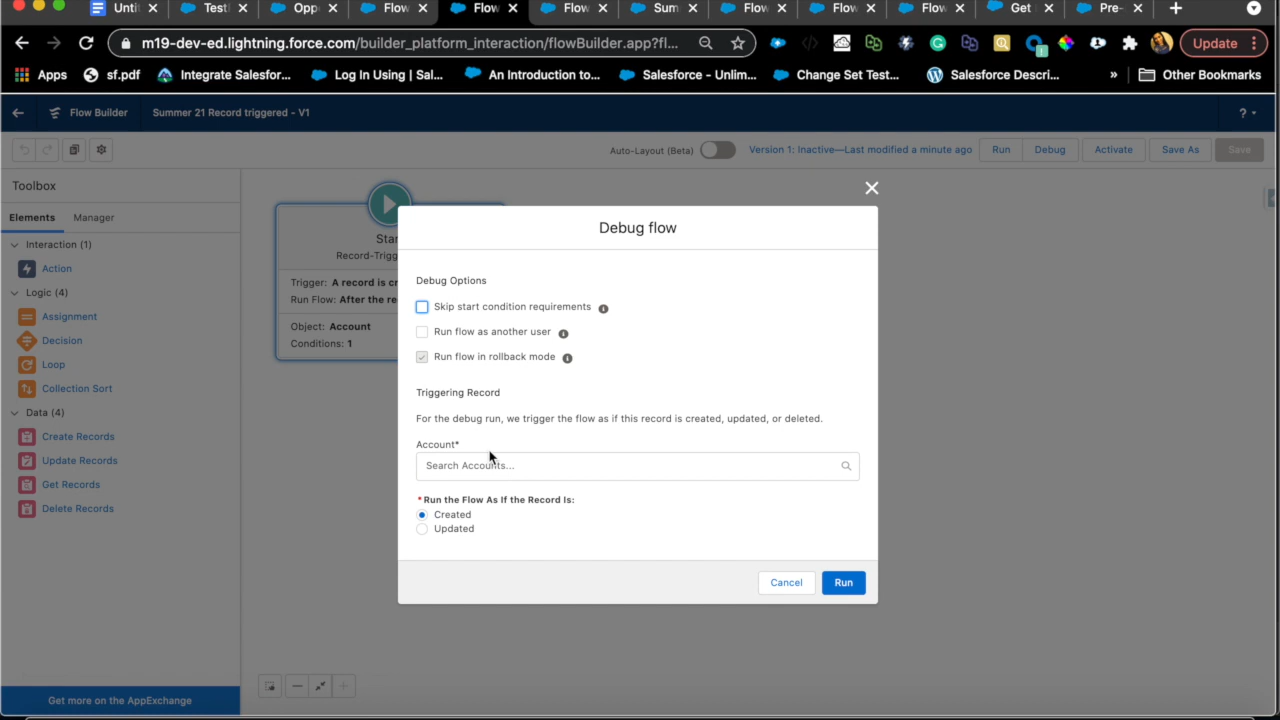 Unti
Testl
Opp
Flow
Flow
Flow
Sum
Flow
Flow
Flow
Get
Pre-
m19-dev-ed.lightning.force.com/builder_platform_interaction/flowBuilder.app?fl...
Update
Apps
sf.pdf
Integrate Salesfor...
Log In Using | Sal...
An Introduction to...
Salesforce - Unlim...
Change Set Test...
Salesforce Descri...
»
Other Bookmarks
Flow Builder
Summer 21 Record triggered - V1
?
Auto-Layout (Beta)
Version 1: Inactive—Last modified a minute ago
Run
Debug
Activate
Save As
Save
Toolbox
Elements
Manager
Interaction (1)
Action
Logic (4)
Assignment
Decision
Loop
Collection Sort
Data (4)
Create Records
Update Records
Get Records
Delete Records
Get more on the AppExchange
Star
Record-Trigg
Trigger: A record is cr
Run Flow: After the re
Object: Account
Conditions: 1
Debug flow
Debug Options
Skip start condition requirements
Run flow as another user
Run flow in rollback mode
Triggering Record
For the debug run, we trigger the flow as if this record is created, updated, or deleted.
Account*
Search Accounts...
*Run the Flow As If the Record Is:
Created
Updated
Cancel
Run